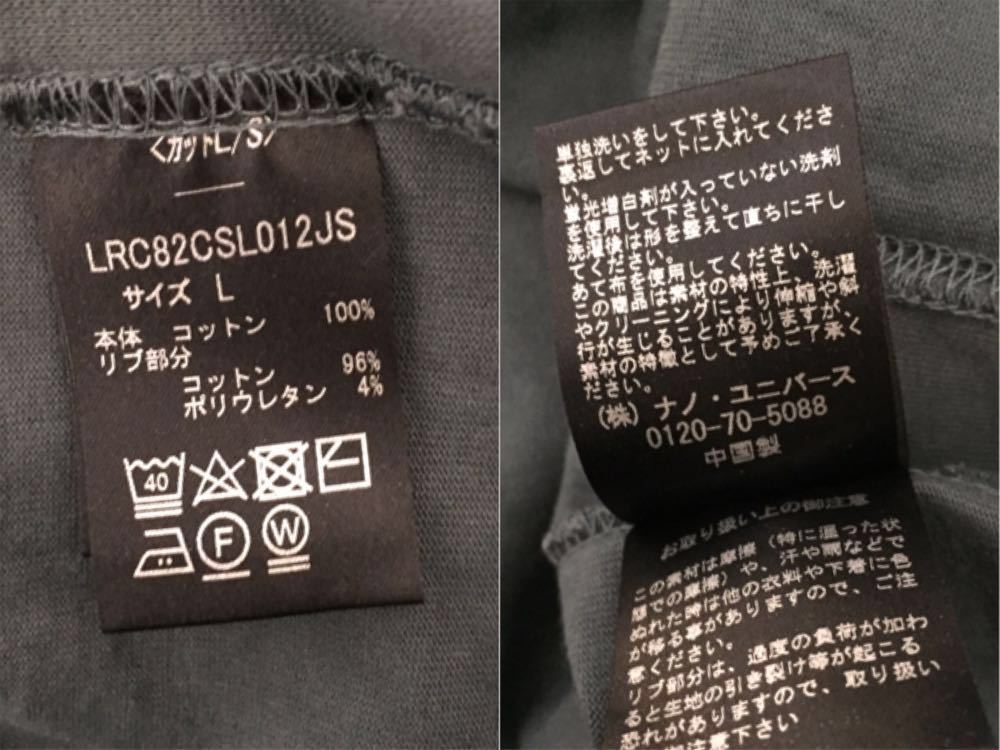 〈カットL/S〉
LRC82CSL012JS
サイズ L
本体 コットン 100%
リブ部分
コットン 96%
ポリウレタン 4%
40
F W
単独洗いをして下さい。
裏返してネットに入れてくださ
い。
蛍光増白剤が入っていない洗剤
を使用して下さい。
洗濯後は形を整えて直ちに干し
てください。
あて布を使用してください。
この商品は素材の特性上、洗濯
やクリーニングにより伸縮や斜
行が生じることがありますが、
素材の特徴として予めご了承く
ださい。
(株) ナノ・ユニバース
0120-70-5088
中国製
お取り扱い上の御注意
この素材は摩擦(特に湿った状
態での摩擦)や、汗や雨などで
ぬれた時は他の衣料や下着に色
が移る事がありますので、ご注
意ください。
リブ部分は、過度の負荷が加わ
ると生地の引き裂け等が起こる
恐れがありますので、取り扱い
御注意下さい